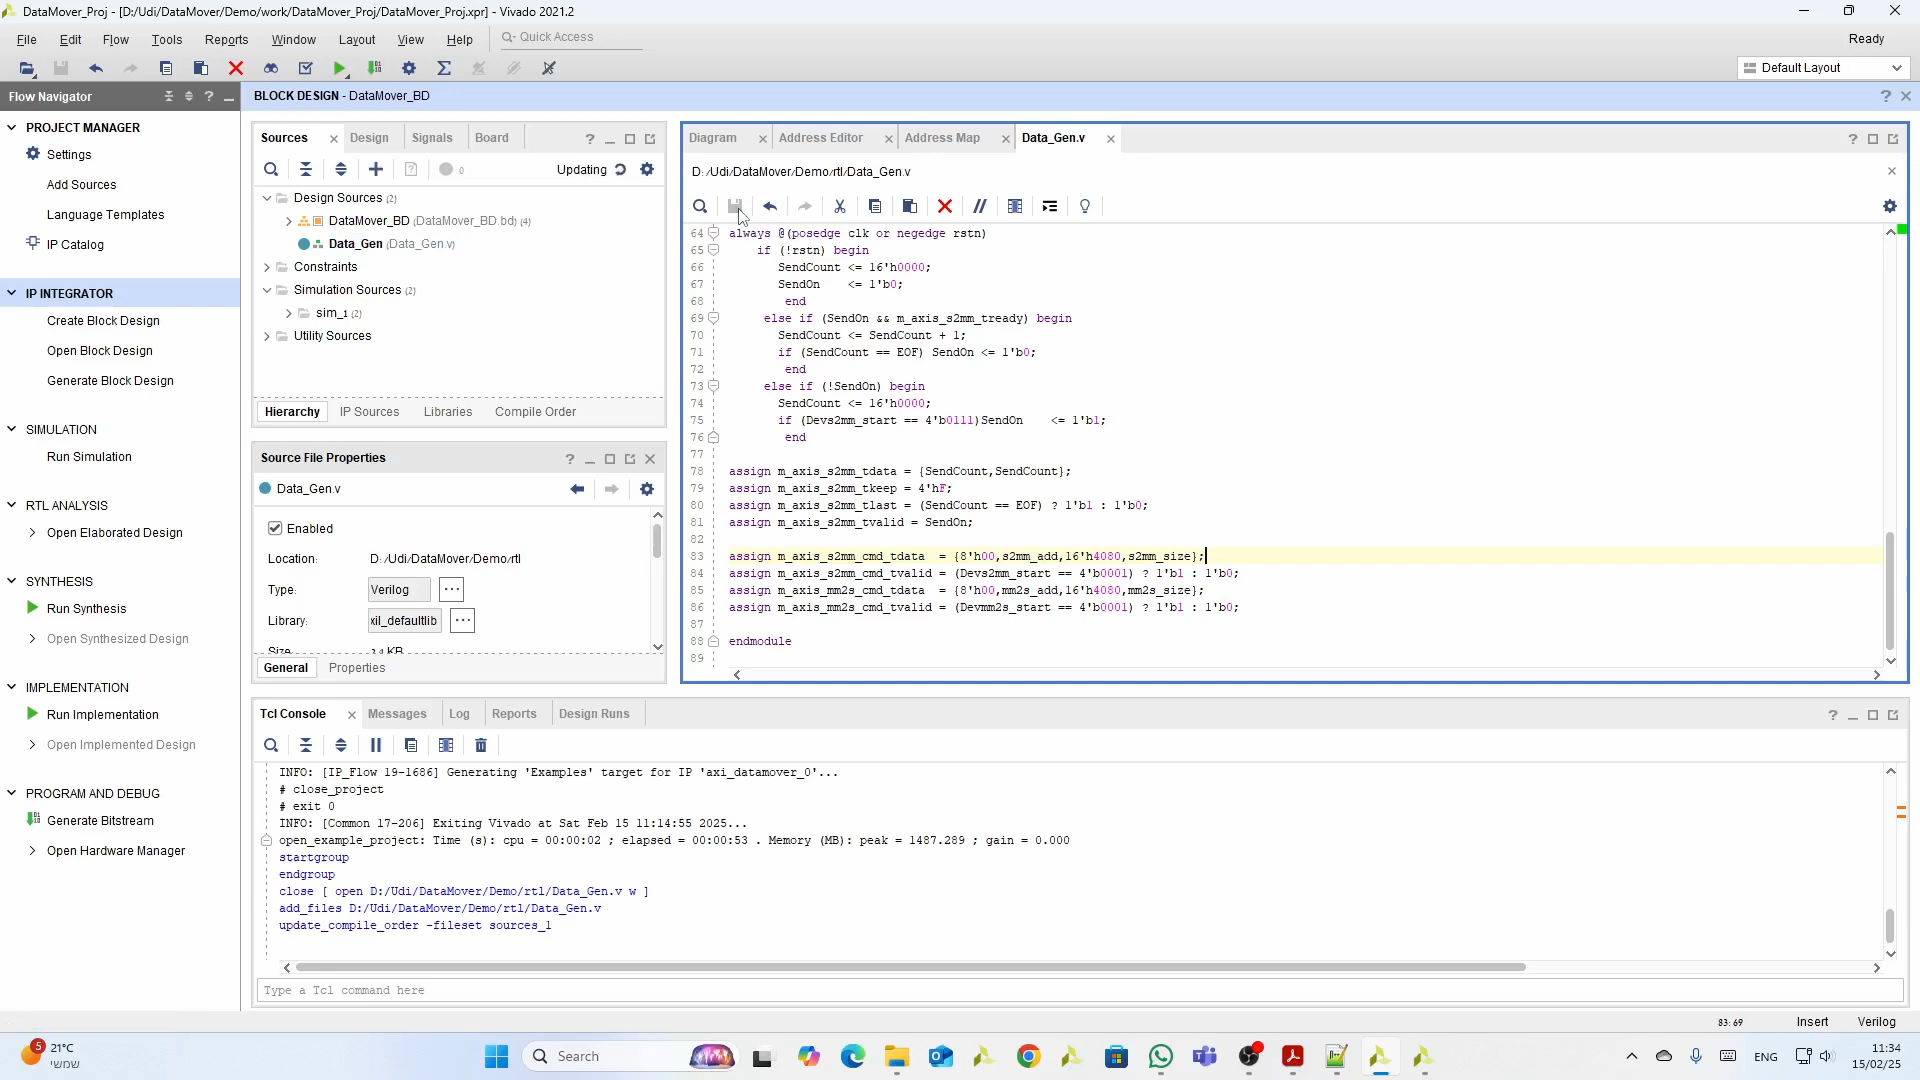 DataMover_Proj - [D:/Udi/DataMover/Demo/work/DataMover_Proj/DataMover_Proj.xpr] - Vivado 2021.2
File Edit Flow Tools Reports Window Layout View Help Quick Access
Ready
Default Layout
Flow Navigator
PROJECT MANAGER
Settings
Add Sources
Language Templates
IP Catalog
IP INTEGRATOR
Create Block Design
Open Block Design
Generate Block Design
SIMULATION
Run Simulation
RTL ANALYSIS
Open Elaborated Design
SYNTHESIS
Run Synthesis
Open Synthesized Design
IMPLEMENTATION
Run Implementation
Open Implemented Design
PROGRAM AND DEBUG
Generate Bitstream
Open Hardware Manager
BLOCK DESIGN - DataMover_BD
Sources Design Signals Board
0 Updating
Design Sources (2)
DataMover_BD (DataMover_BD.bd) (4)
Data_Gen (Data_Gen.v)
Constraints
Simulation Sources (2)
sim_1 (2)
Utility Sources
Hierarchy IP Sources Libraries Compile Order
Source File Properties
Data_Gen.v
Enabled
Location: D:/Udi/DataMover/Demo/rtl
Type: Verilog ...
Library: xil_defaultlib ...
General Properties
Diagram Address Editor Address Map Data_Gen.v
D:/Udi/DataMover/Demo/rtl/Data_Gen.v
64 always @(posedge clk or negedge rstn)
65 if (!rstn) begin
66 SendCount <= 16'h0000;
67 SendOn <= 1'b0;
68 end
69 else if (SendOn && m_axis_s2mm_tready) begin
70 SendCount <= SendCount + 1;
71 if (SendCount == EOF) SendOn <= 1'b0;
72 end
73 else if (!SendOn) begin
74 SendCount <= 16'h0000;
75 if (Devs2mm_start == 4'b0111)SendOn <= 1'b1;
76 end
77
78 assign m_axis_s2mm_tdata = {SendCount,SendCount};
79 assign m_axis_s2mm_tkeep = 4'hF;
80 assign m_axis_s2mm_tlast = (SendCount == EOF) ? 1'b1 : 1'b0;
81 assign m_axis_s2mm_tvalid = SendOn;
82
83 assign m_axis_s2mm_cmd_tdata = {8'h00,s2mm_add,16'h4080,s2mm_size};
84 assign m_axis_s2mm_cmd_tvalid = (Devs2mm_start == 4'b0001) ? 1'b1 : 1'b0;
85 assign m_axis_mm2s_cmd_tdata = {8'h00,mm2s_add,16'h4080,mm2s_size};
86 assign m_axis_mm2s_cmd_tvalid = (Devmm2s_start == 4'b0001) ? 1'b1 : 1'b0;
87
88 endmodule
89
Tcl Console Messages Log Reports Design Runs
INFO: [IP_Flow 19-1686] Generating 'Examples' target for IP 'axi_datamover_0'...
# close_project
# exit 0
INFO: [Common 17-206] Exiting Vivado at Sat Feb 15 11:14:55 2025...
open_example_project: Time (s): cpu = 00:00:02 ; elapsed = 00:00:53 . Memory (MB): peak = 1487.289 ; gain = 0.000
startgroup
endgroup
close [ open D:/Udi/DataMover/Demo/rtl/Data_Gen.v w ]
add_files D:/Udi/DataMover/Demo/rtl/Data_Gen.v
update_compile_order -fileset sources_1
Type a Tcl command here
83:69 Insert Verilog
5
21°C
שמשי
Search
ENG
11:34
15/02/25